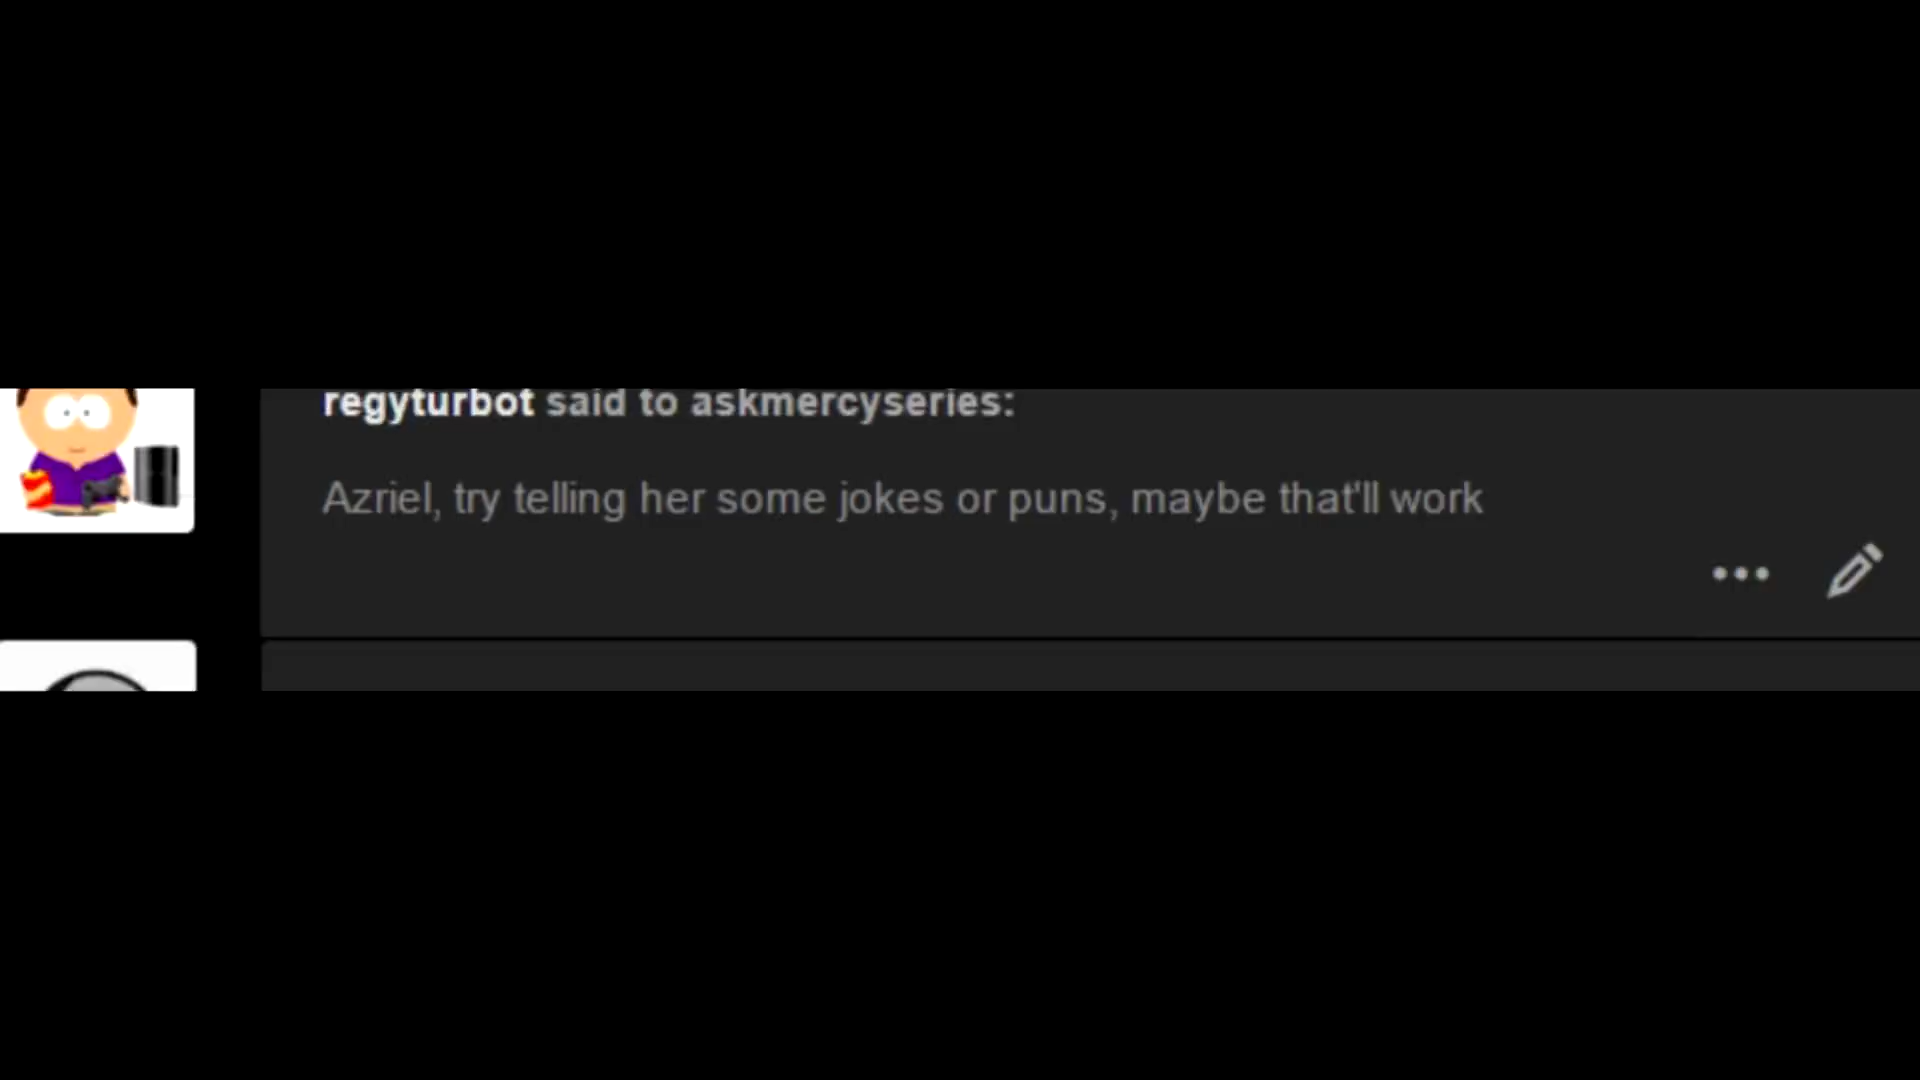 regyturbot said to askmercyseries:
Azriel, try telling her some jokes or puns, maybe that'll work